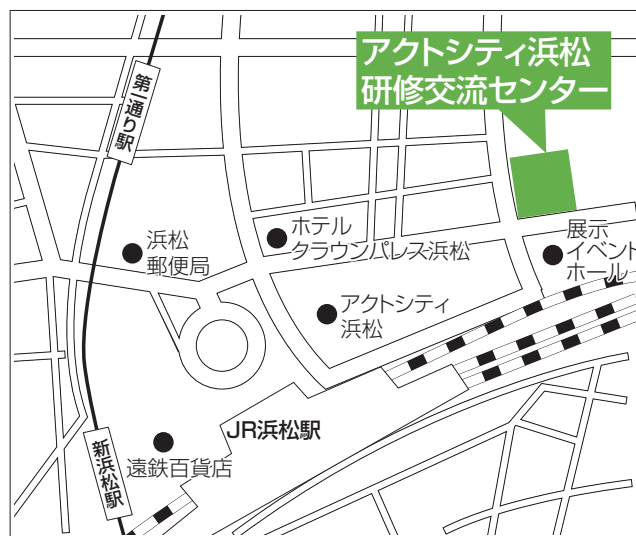 アクトシティ浜松
研修交流センター
第一通り駅
浜松
郵便局
ホテル
クラウンパレス浜松
展示
イベント
ホール
アクトシティ
浜松
JR浜松駅
遠鉄百貨店
新浜松駅